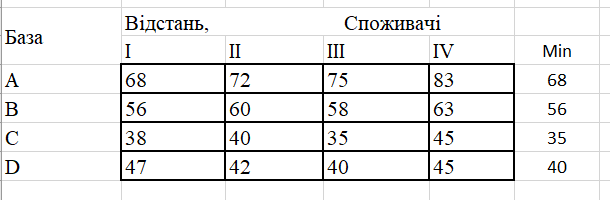 База Відстань, Споживачі
I II III IV Min
A 68 72 75 83 68
B 56 60 58 63 56
C 38 40 35 45 35
D 47 42 40 45 40